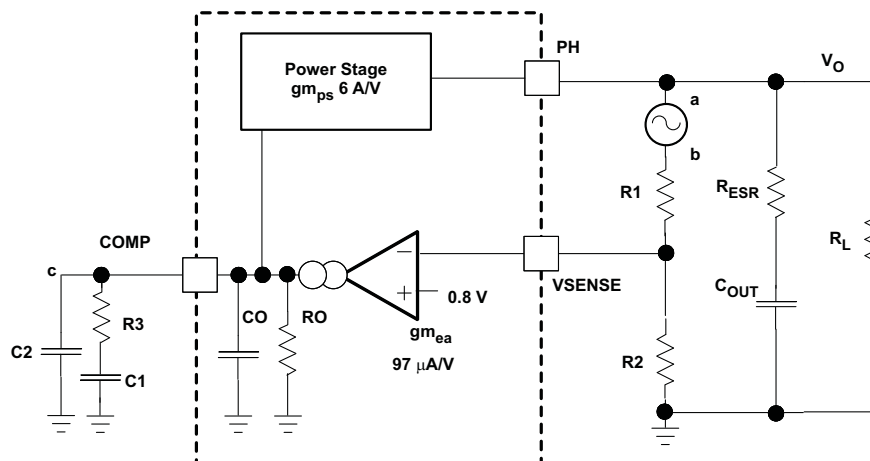 PH
Power Stage
gm_ps 6 A/V
V_O
a
b
R1
R_ESR
R_L
COMP
c
VSENSE
C_OUT
R3
CO
RO
−
+
0.8 V
gm_ea
97 μA/V
C2
C1
R2